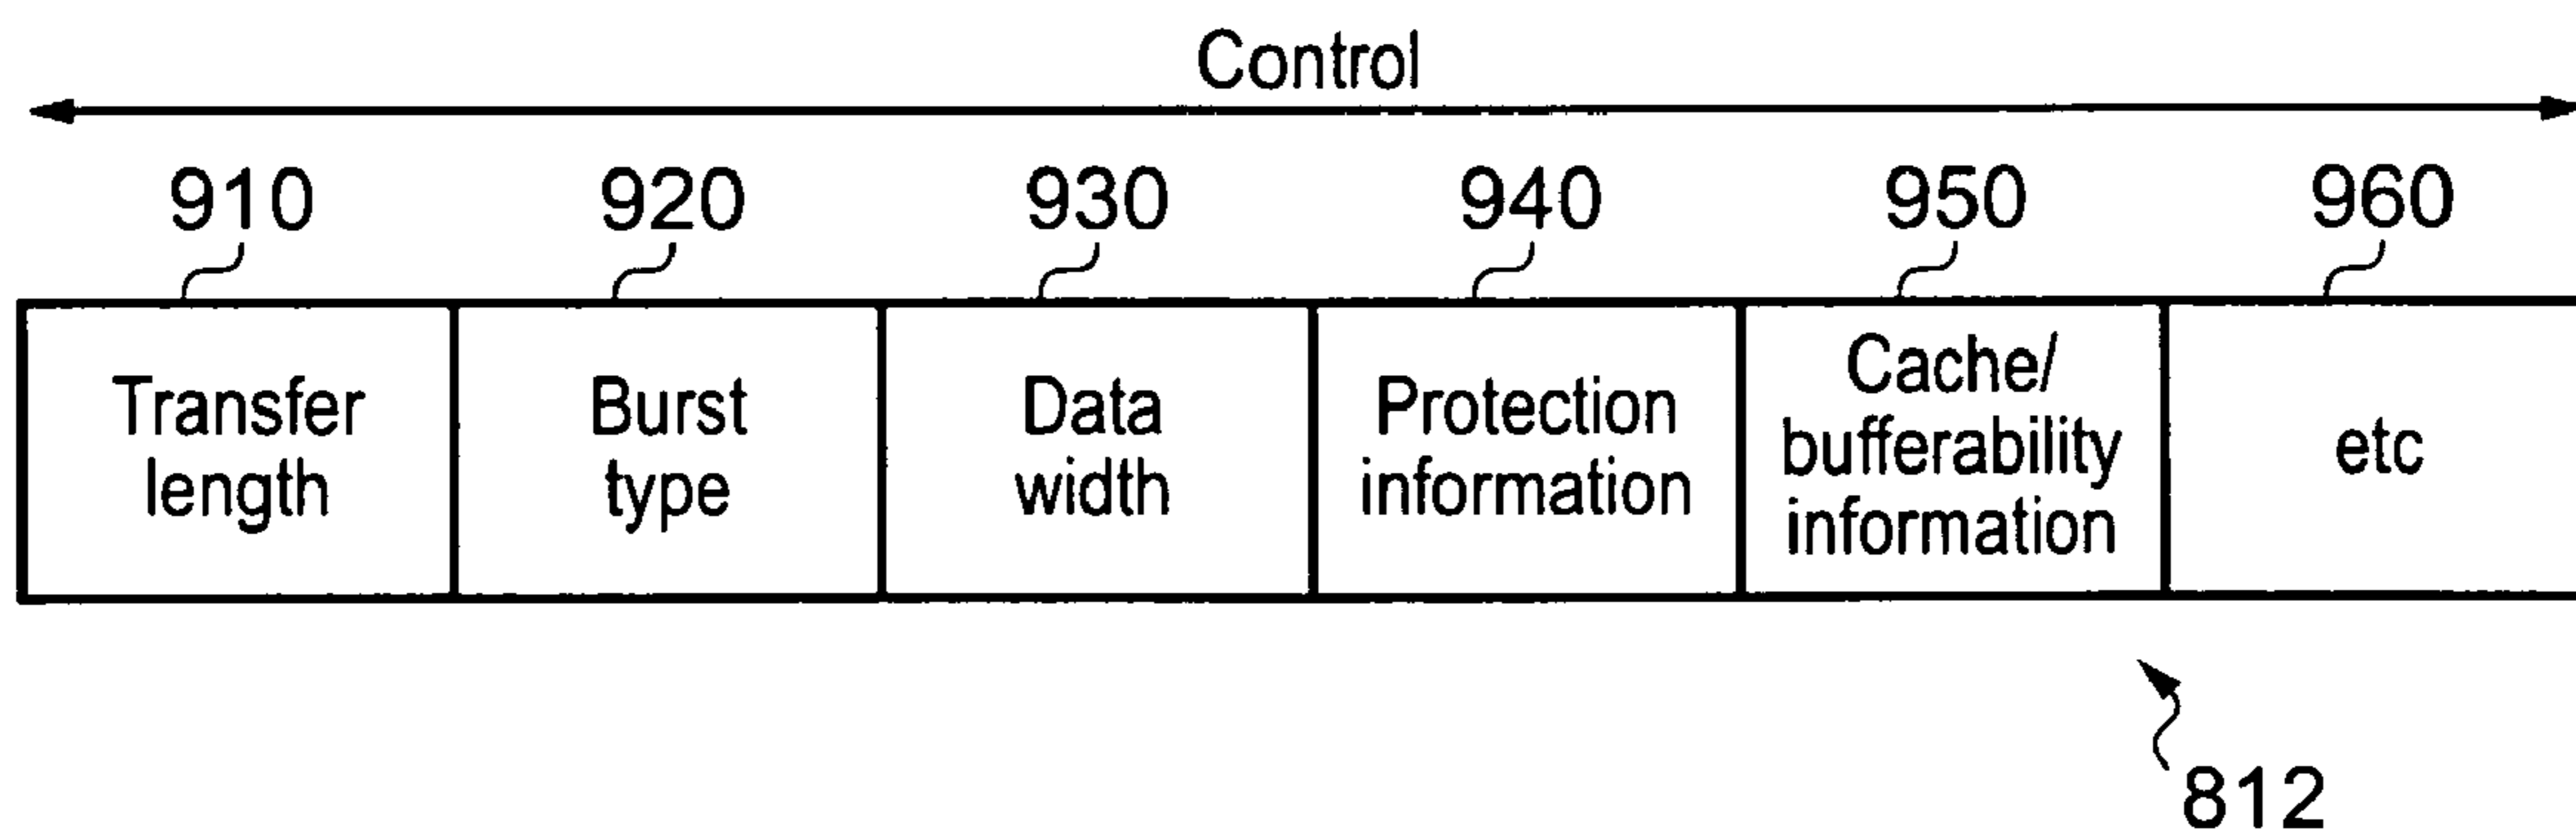 Control
910 920 930 940 950 960
Transfer
length
Burst
type
Data
width
Protection
information
Cache/
bufferability
information
etc
812